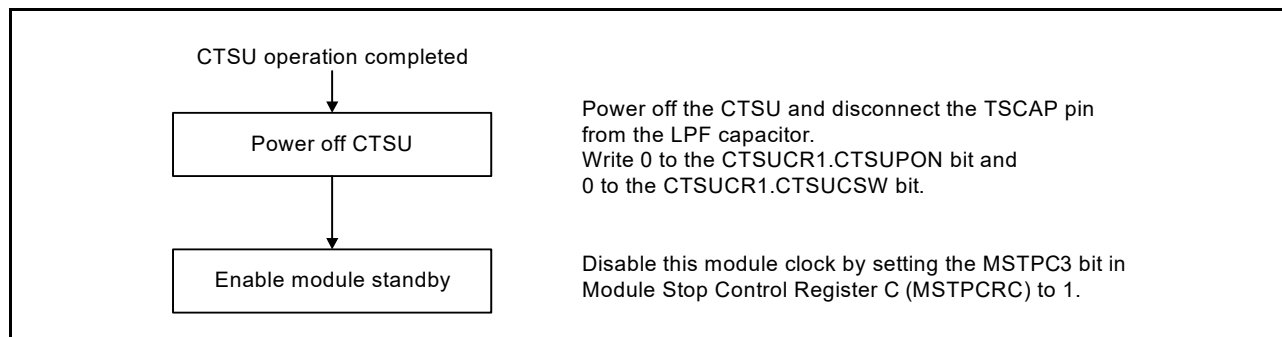 CTSU operation completed
Power off CTSU
Power off the CTSU and disconnect the TSCAP pin
from the LPF capacitor.
Write 0 to the CTSUCR1.CTSUPON bit and
0 to the CTSUCR1.CTSUCSW bit.
Enable module standby
Disable this module clock by setting the MSTPC3 bit in
Module Stop Control Register C (MSTPCRC) to 1.